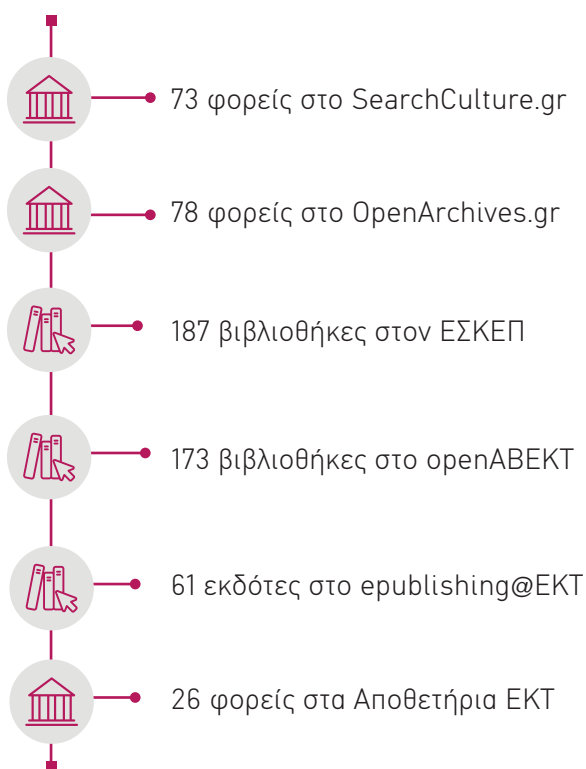 73 φορείς στο SearchCulture.gr
78 φορείς στο OpenArchives.gr
187 βιβλιοθήκες στον ΕΣΚΕΠ
173 βιβλιοθήκες στο openABEKT
61 εκδότες στο epublishing@EKT
26 φορείς στα Αποθετήρια ΕΚΤ